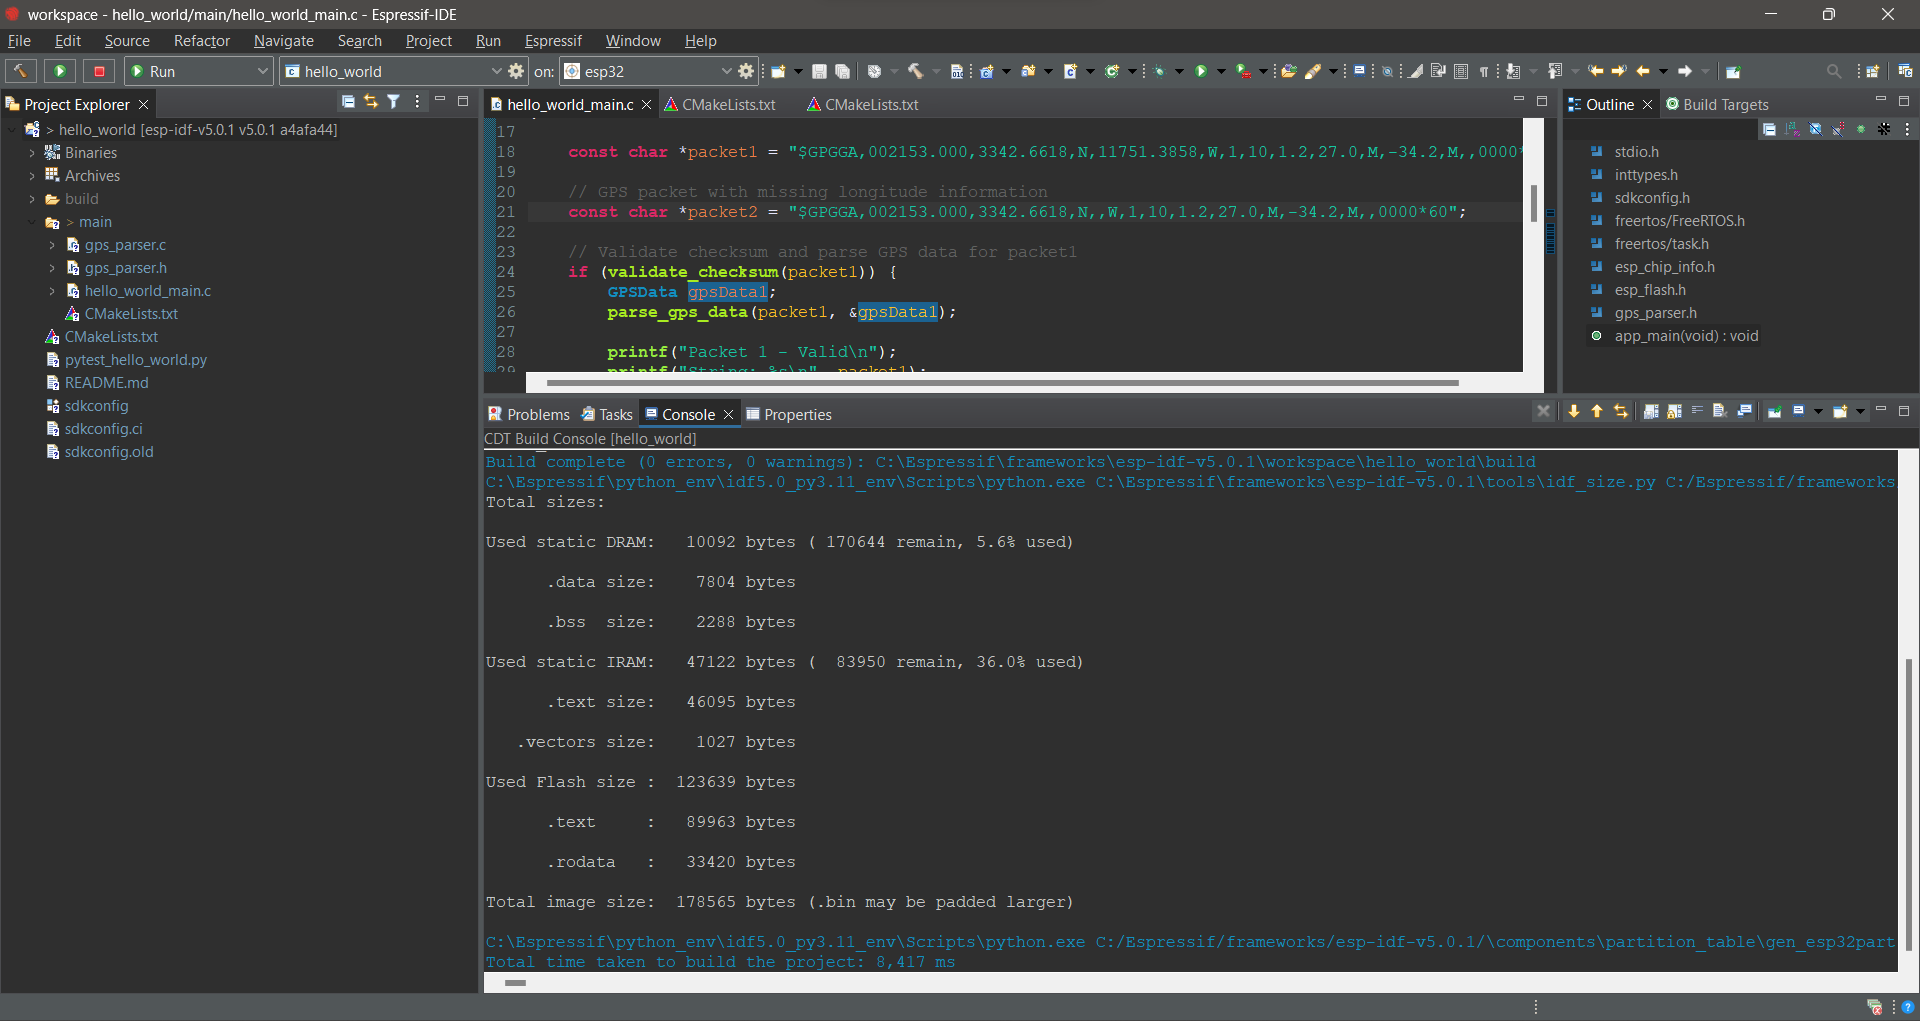 workspace - hello_world/main/hello_world_main.c - Espressif-IDE
File Edit Source Refactor Navigate Search Project Run Espressif Window Help
Run hello_world on: esp32
Project Explorer
> hello_world [esp-idf-v5.0.1 v5.0.1 a4afa44]
Binaries
Archives
build
> main
gps_parser.c
gps_parser.h
hello_world_main.c
CMakeLists.txt
CMakeLists.txt
pytest_hello_world.py
README.md
sdkconfig
sdkconfig.ci
sdkconfig.old
hello_world_main.c CMakeLists.txt CMakeLists.txt
17
18 const char *packet1 = "$GPGGA,002153.000,3342.6618,N,11751.3858,W,1,10,1.2,27.0,M,-34.2,M,,0000*
19
20 // GPS packet with missing longitude information
21 const char *packet2 = "$GPGGA,002153.000,3342.6618,N,,W,1,10,1.2,27.0,M,-34.2,M,,0000*60";
22
23 // Validate checksum and parse GPS data for packet1
24 if (validate_checksum(packet1)) {
25 GPSData gpsData1;
26 parse_gps_data(packet1, &gpsData1);
27
28 printf("Packet 1 - Valid\n");
29 printf("String: %s\n", packet1);
Outline Build Targets
stdio.h
inttypes.h
sdkconfig.h
freertos/FreeRTOS.h
freertos/task.h
esp_chip_info.h
esp_flash.h
gps_parser.h
app_main(void) : void
Problems Tasks Console Properties
CDT Build Console [hello_world]
Build complete (0 errors, 0 warnings): C:\Espressif\frameworks\esp-idf-v5.0.1\workspace\hello_world\build
C:\Espressif\python_env\idf5.0_py3.11_env\Scripts\python.exe C:\Espressif\frameworks\esp-idf-v5.0.1\tools\idf_size.py C:/Espressif/frameworks
Total sizes:
Used static DRAM: 10092 bytes ( 170644 remain, 5.6% used)
.data size: 7804 bytes
.bss size: 2288 bytes
Used static IRAM: 47122 bytes ( 83950 remain, 36.0% used)
.text size: 46095 bytes
.vectors size: 1027 bytes
Used Flash size : 123639 bytes
.text : 89963 bytes
.rodata : 33420 bytes
Total image size: 178565 bytes (.bin may be padded larger)
C:\Espressif\python_env\idf5.0_py3.11_env\Scripts\python.exe C:/Espressif/frameworks/esp-idf-v5.0.1/\components\partition_table\gen_esp32part
Total time taken to build the project: 8,417 ms